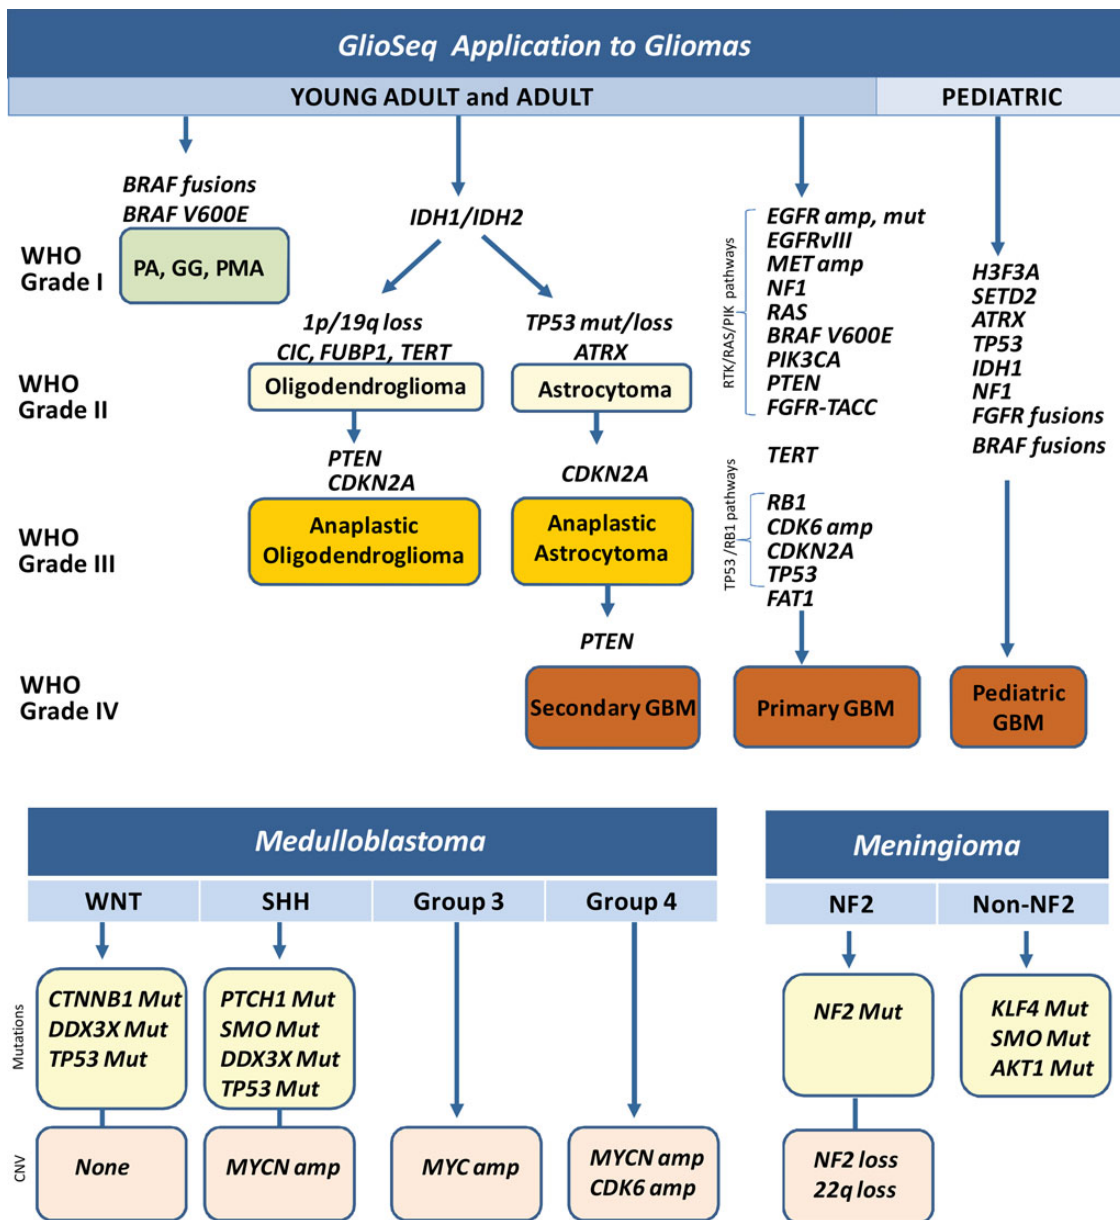 GlioSeq Application to Gliomas
YOUNG ADULT and ADULT
PEDIATRIC
BRAF fusions
BRAF V600E
WHO
Grade I
PA, GG, PMA
IDH1/IDH2
1p/19q loss
CIC, FUBP1, TERT
TP53 mut/loss
ATRX
WHO
Grade II
Oligodendroglioma
Astrocytoma
PTEN
CDKN2A
CDKN2A
WHO
Grade III
Anaplastic
Oligodendroglioma
Anaplastic
Astrocytoma
PTEN
WHO
Grade IV
Secondary GBM
RTK/RAS/PIK pathways
EGFR amp, mut
EGFRvIII
MET amp
NF1
RAS
BRAF V600E
PIK3CA
PTEN
FGFR-TACC
TERT
TP53 /RB1 pathways
RB1
CDK6 amp
CDKN2A
TP53
FAT1
Primary GBM
H3F3A
SETD2
ATRX
TP53
IDH1
NF1
FGFR fusions
BRAF fusions
Pediatric
GBM
Medulloblastoma
WNT
SHH
Group 3
Group 4
Mutations
CTNNB1 Mut
DDX3X Mut
TP53 Mut
PTCH1 Mut
SMO Mut
DDX3X Mut
TP53 Mut
CNV
None
MYCN amp
MYC amp
MYCN amp
CDK6 amp
Meningioma
NF2
Non-NF2
NF2 Mut
KLF4 Mut
SMO Mut
AKT1 Mut
NF2 loss
22q loss